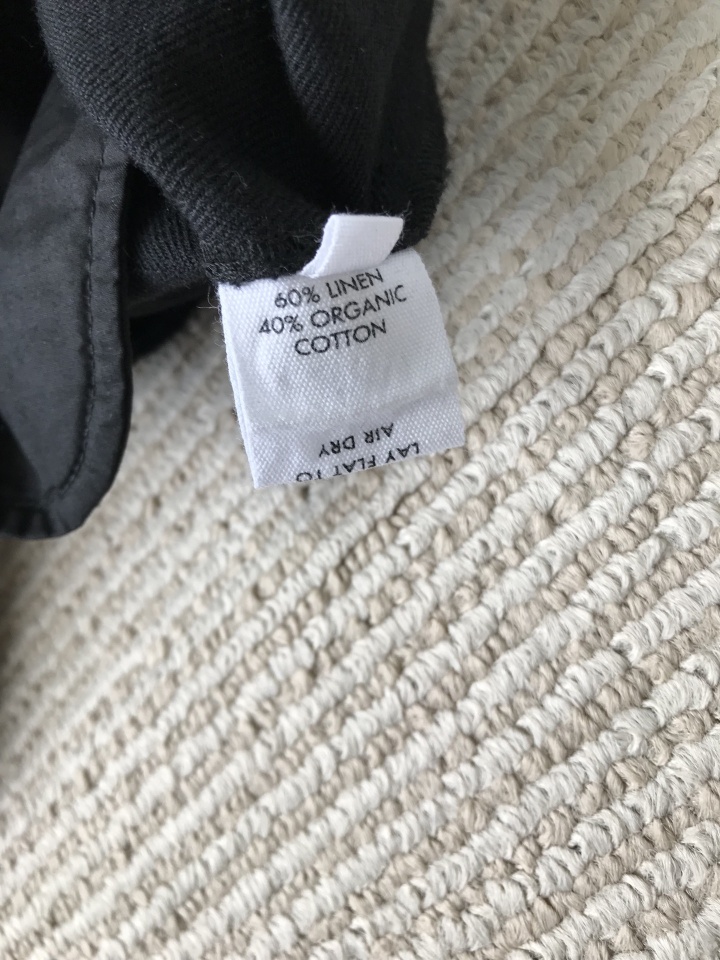 60% LINEN
40% ORGANIC
COTTON
LAY FLAT TO
AIR DRY